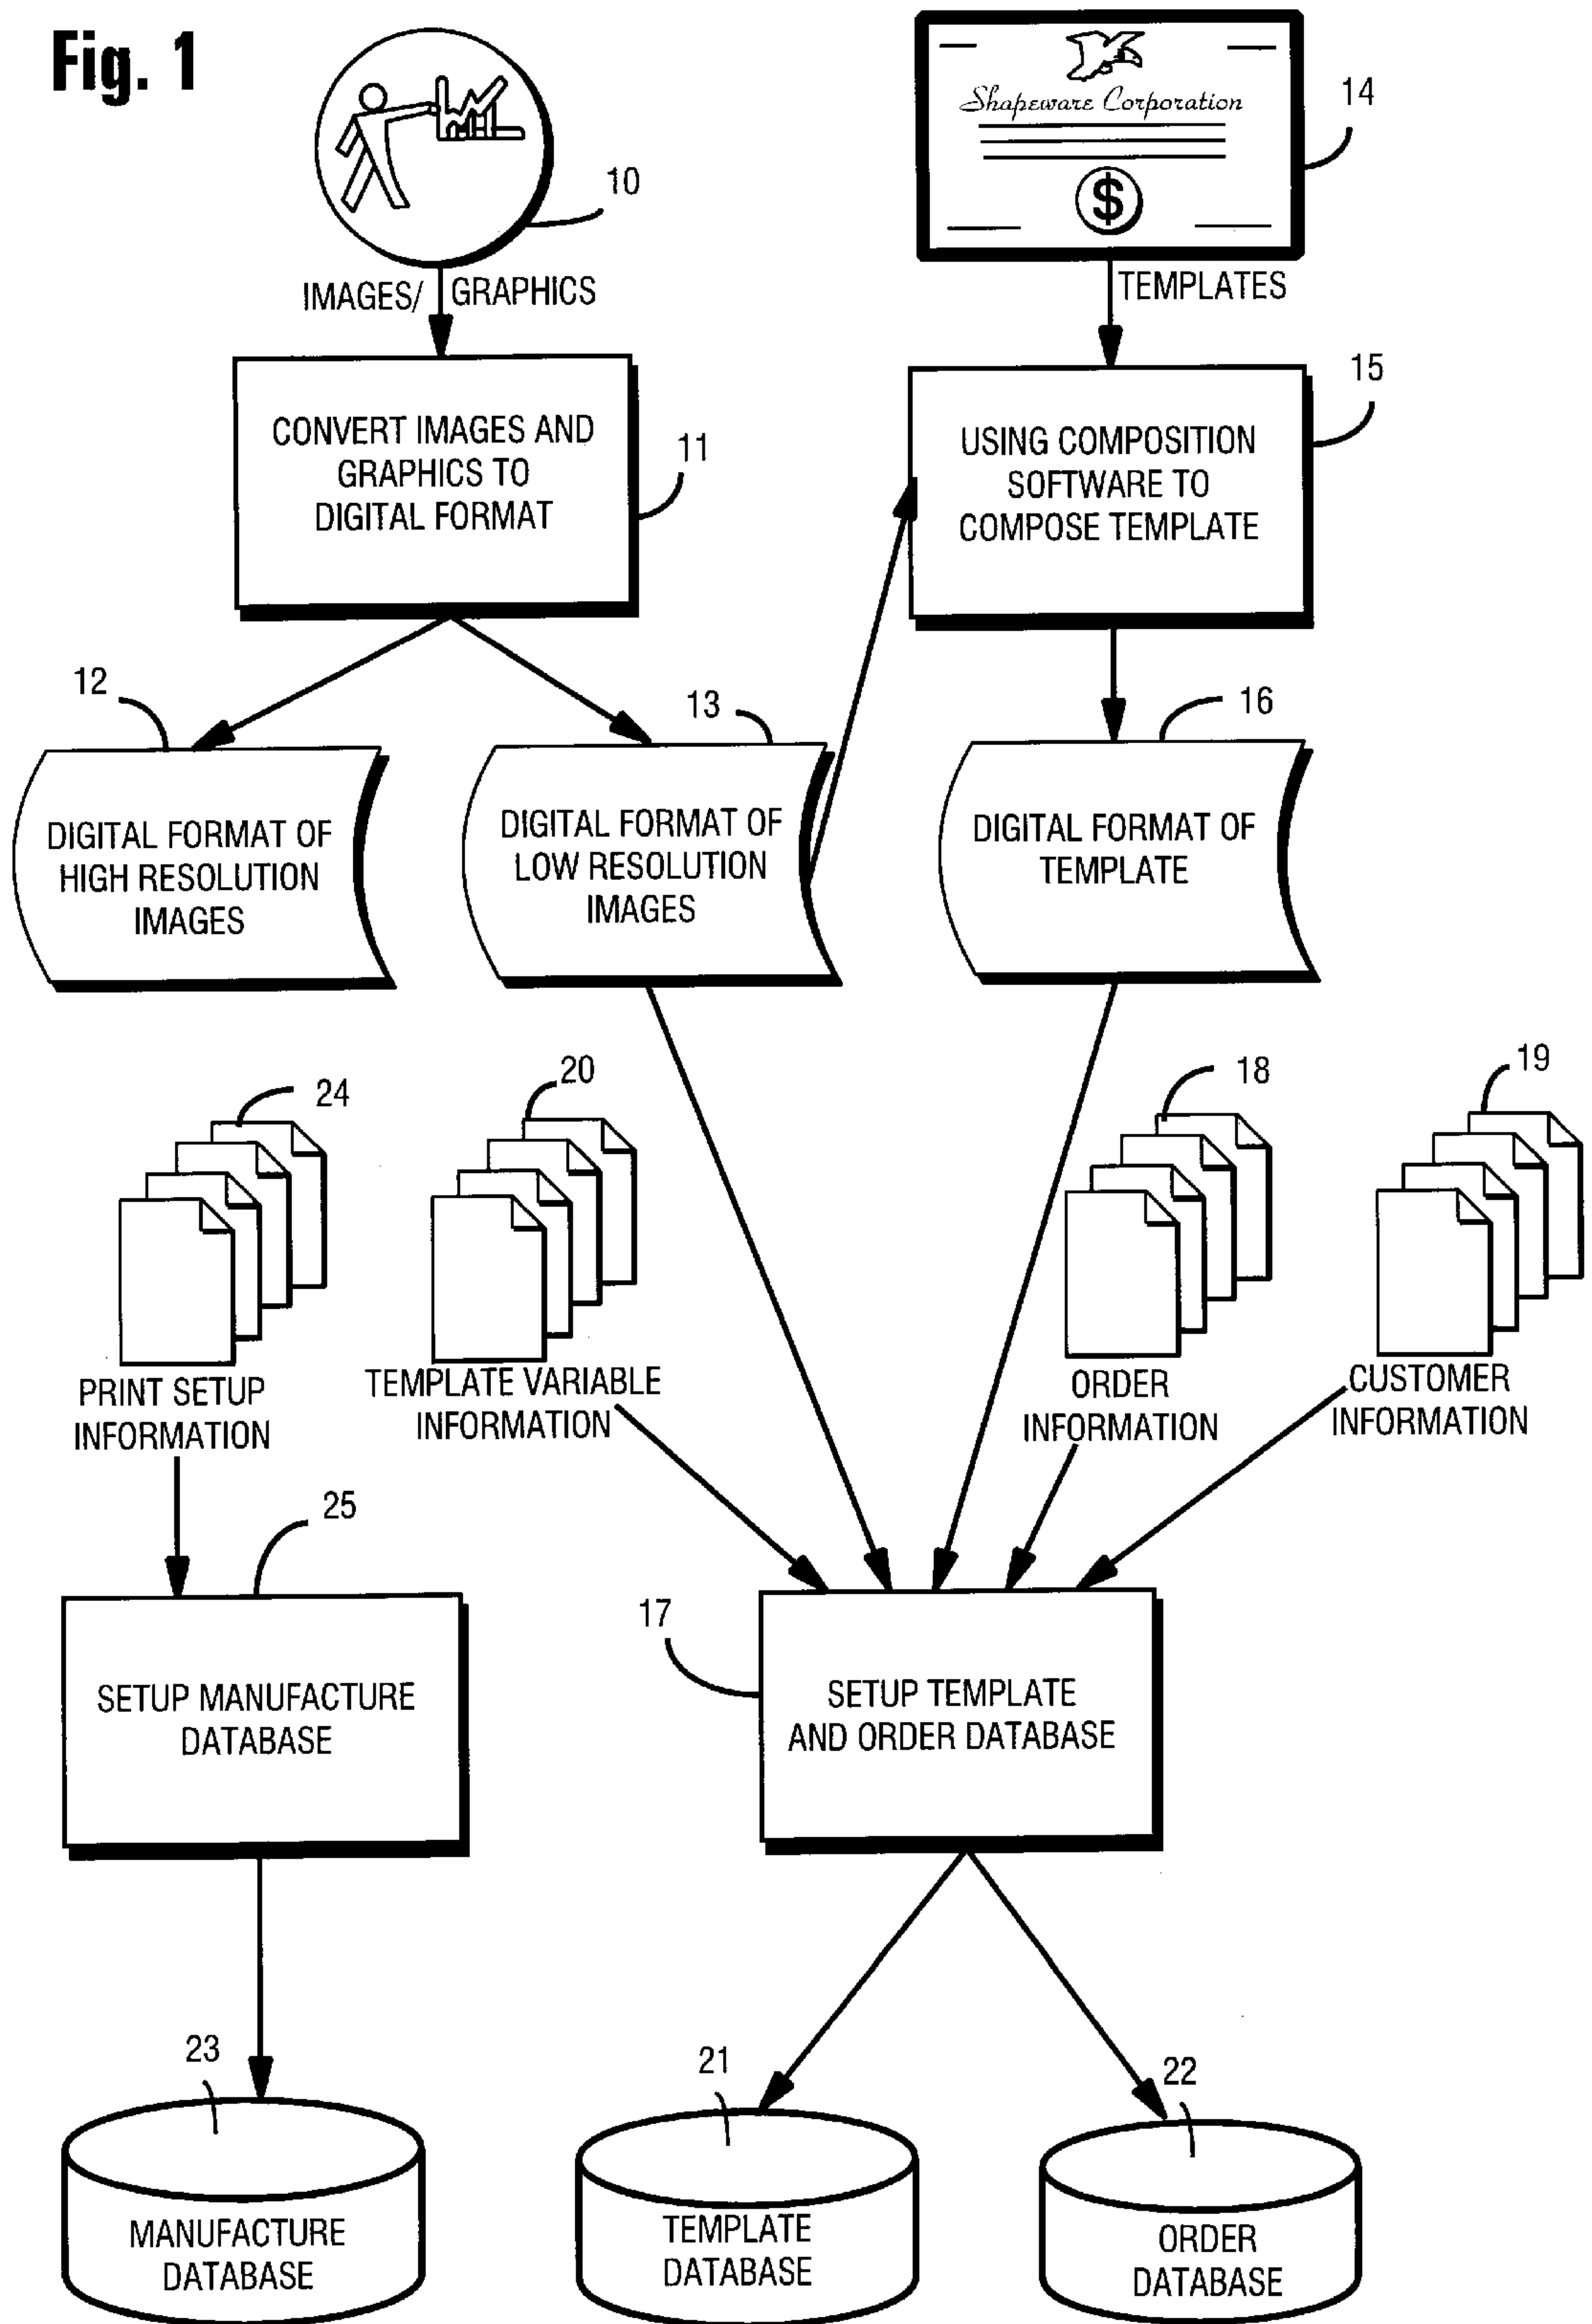 Fig. 1
10
IMAGES/ GRAPHICS
CONVERT IMAGES AND
GRAPHICS TO
DIGITAL FORMAT
11
12
DIGITAL FORMAT OF
HIGH RESOLUTION
IMAGES
13
DIGITAL FORMAT OF
LOW RESOLUTION
IMAGES
Shapeware Corporation
$
14
TEMPLATES
15
USING COMPOSITION
SOFTWARE TO
COMPOSE TEMPLATE
16
DIGITAL FORMAT OF
TEMPLATE
24
PRINT SETUP
INFORMATION
20
TEMPLATE VARIABLE
INFORMATION
18
ORDER
INFORMATION
19
CUSTOMER
INFORMATION
25
SETUP MANUFACTURE
DATABASE
17
SETUP TEMPLATE
AND ORDER DATABASE
23
MANUFACTURE
DATABASE
21
TEMPLATE
DATABASE
22
ORDER
DATABASE